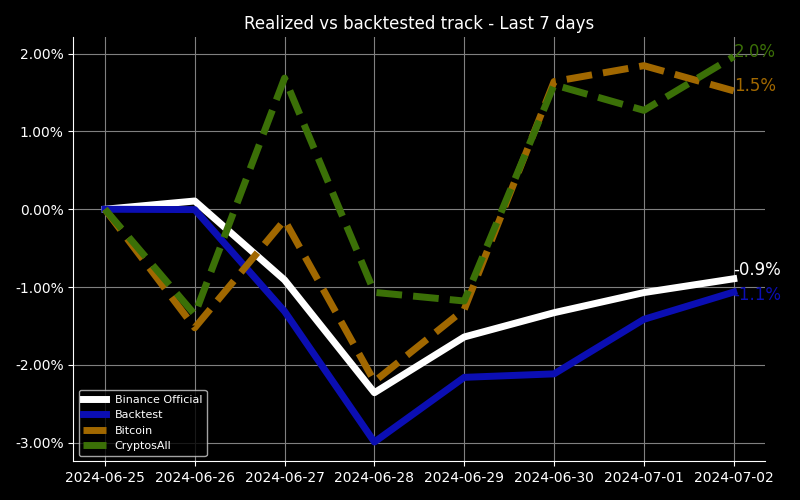 Realized vs backtested track - Last 7 days
2.00%
1.00%
0.00%
-1.00%
-2.00%
-3.00%
2.0%
1.5%
-0.9%
-1.1%
Binance Official
Backtest
Bitcoin
CryptosAll
2024-06-25 2024-06-26 2024-06-27 2024-06-28 2024-06-29 2024-06-30 2024-07-01 2024-07-02